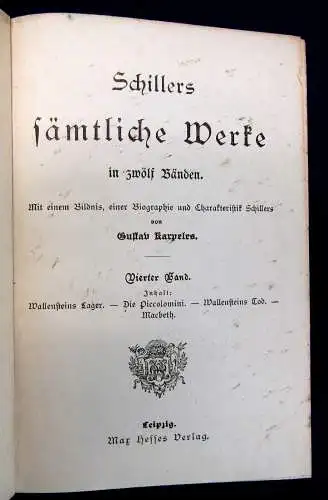 Schillers
sämtliche Werke
in zwölf Bänden.
Mit einem Bildnis, einer Biographie und Charakteristik Schillers
von
Gustav Karpeles.
Vierter Band.
Inhalt:
Wallensteins Lager. — Die Piccolomini. — Wallensteins Tod. —
Macbeth.
Leipzig.
Max Hesses Verlag.